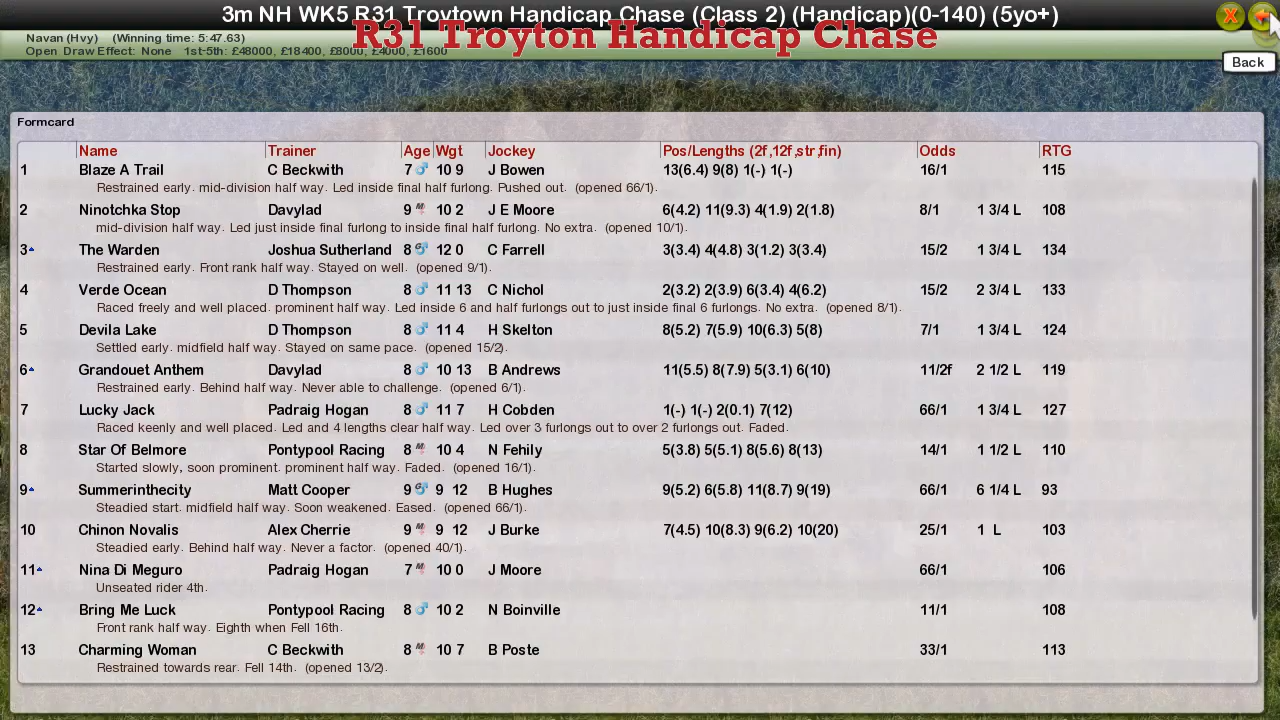 3m NH WK5 R31 Troytown Handicap Chase (Class 2) (Handicap)(0-140) (5yo+)
R31 Troyton Handicap Chase
Navan (Hvy) (Winning time: 5:47.63)
Open Draw Effect: None 1st-5th: £48000, £18400, £8000, £4000, £1600
X
Back
Formcard
Name Trainer Age Wgt Jockey Pos/Lengths (2f,12f,str,fin) Odds RTG
1 Blaze A Trail C Beckwith 7 10 9 J Bowen 13(6.4) 9(8) 1(-) 1(-) 16/1 115
Restrained early. mid-division half way. Led inside final half furlong. Pushed out. (opened 66/1).
2 Ninotchka Stop Davylad 9 M 10 2 J E Moore 6(4.2) 11(9.3) 4(1.9) 2(1.8) 8/1 1 3/4 L 108
mid-division half way. Led just inside final furlong to inside final half furlong. No extra. (opened 10/1).
3 The Warden Joshua Sutherland 8 G 12 0 C Farrell 3(3.4) 4(4.8) 3(1.2) 3(3.4) 15/2 1 3/4 L 134
Restrained early. Front rank half way. Stayed on well. (opened 9/1).
4 Verde Ocean D Thompson 8 11 13 C Nichol 2(3.2) 2(3.9) 6(3.4) 4(6.2) 15/2 2 3/4 L 133
Raced freely and well placed. prominent half way. Led inside 6 and half furlongs out to just inside final 6 furlongs. No extra. (opened 8/1).
5 Devila Lake D Thompson 8 11 4 H Skelton 8(5.2) 7(5.9) 10(6.3) 5(8) 7/1 1 3/4 L 124
Settled early. midfield half way. Stayed on same pace. (opened 15/2).
6 Grandouet Anthem Davylad 8 10 13 B Andrews 11(5.5) 8(7.9) 5(3.1) 6(10) 11/2f 2 1/2 L 119
Restrained early. Behind half way. Never able to challenge. (opened 6/1).
7 Lucky Jack Padraig Hogan 8 11 7 H Cobden 1(-) 1(-) 2(0.1) 7(12) 66/1 1 3/4 L 127
Raced keenly and well placed. Led and 4 lengths clear half way. Led over 3 furlongs out to over 2 furlongs out. Faded.
8 Star Of Belmore Pontypool Racing 8 M 10 4 N Fehily 5(3.8) 5(5.1) 8(5.6) 8(13) 14/1 1 1/2 L 110
Started slowly, soon prominent. prominent half way. Faded. (opened 16/1).
9 Summerinthecity Matt Cooper 9 G 9 12 B Hughes 9(5.2) 6(5.8) 11(8.7) 9(19) 66/1 6 1/4 L 93
Steadied start. midfield half way. Soon weakened. Eased. (opened 66/1).
10 Chinon Novalis Alex Cherrie 9 M 9 12 J Burke 7(4.5) 10(8.3) 9(6.2) 10(20) 25/1 1 L 103
Steadied early. Behind half way. Never a factor. (opened 40/1).
11 Nina Di Meguro Padraig Hogan 7 M 10 0 J Moore 66/1 106
Unseated rider 4th.
12 Bring Me Luck Pontypool Racing 8 10 2 N Boinville 11/1 108
Front rank half way. Eighth when Fell 16th.
13 Charming Woman C Beckwith 8 M 10 7 B Poste 33/1 113
Restrained towards rear. Fell 14th. (opened 13/2).